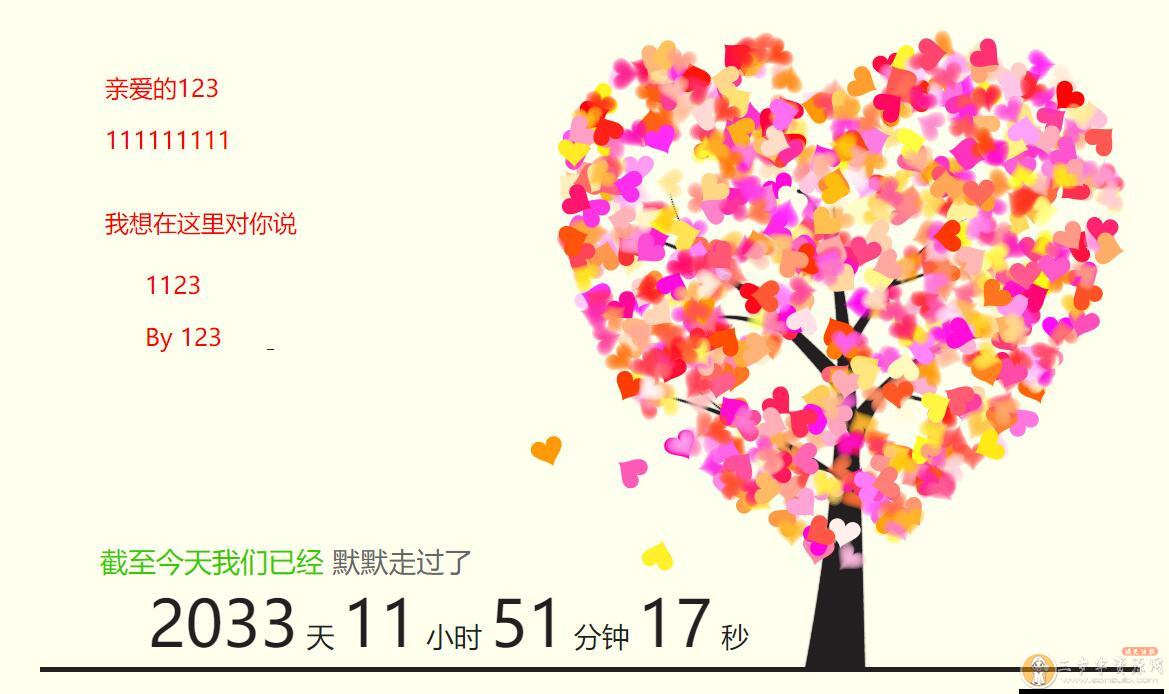 亲爱的123
111111111
我想在这里对你说
1123
By 123 _
截至今天我们已经 默默走过了
2033 天 11 小时 51 分钟 17 秒